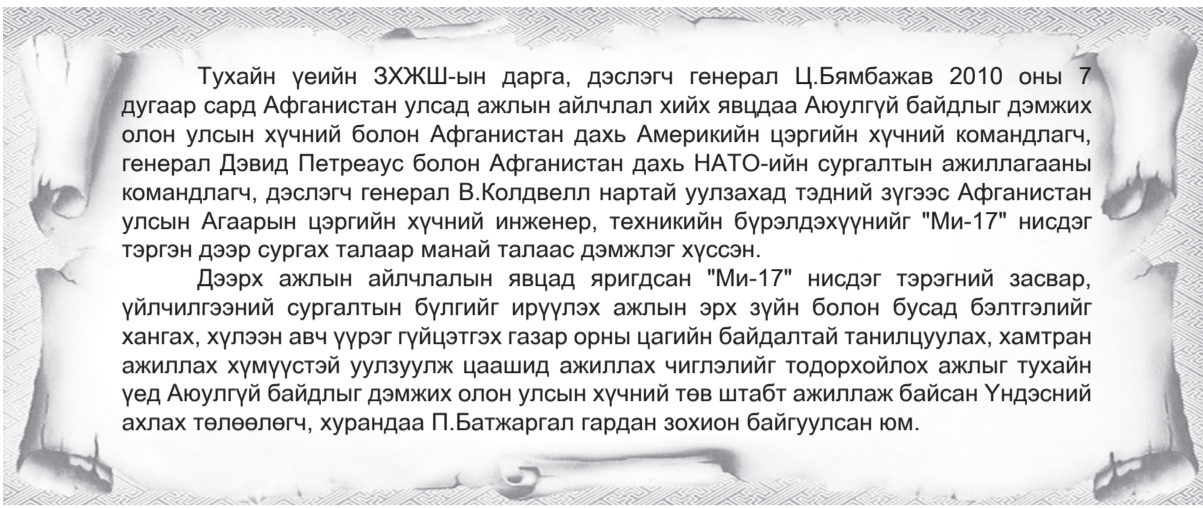 Тухайн үеийн ЗХЖШ-ын дарга, дэслэгч генерал Ц.Бямбажав 2010 оны 7
дугаар сард Афганистан улсад ажлын айлчлал хийх явцдаа Аюулгүй байдлыг дэмжих
олон улсын хүчний болон Афганистан дахь Америкийн цэргийн хүчний командлагч,
генерал Дэвид Петреаус болон Афганистан дахь НАТО-ийн сургалтын ажиллагааны
командлагч, дэслэгч генерал В.Колдвелл нартай уулзахад тэдний зүгээс Афганистан
улсын Агаарын цэргийн хүчний инженер, техникийн бүрэлдэхүүнийг "Ми-17" нисдэг
тэргэн дээр сургах талаар манай талаас дэмжлэг хүссэн.
Дээрх ажлын айлчлалын явцад яригдсан "Ми-17" нисдэг тэрэгний засвар,
үйлчилгээний сургалтын бүлгийг ирүүлэх ажлын эрх зүйн болон бусад бэлтгэлийг
хангах, хүлээн авч үүрэг гүйцэтгэх газар орны цагийн байдалтай танилцуулах, хамтран
ажиллах хүмүүстэй уулзуулж цаашид ажиллах чиглэлийг тодорхойлох ажлыг тухайн
үед Аюулгүй байдлыг дэмжих олон улсын хүчний төв штабт ажиллаж байсан Үндэсний
ахлах төлөөлөгч, хурандаа П.Батжаргал гардан зохион байгуулсан юм.